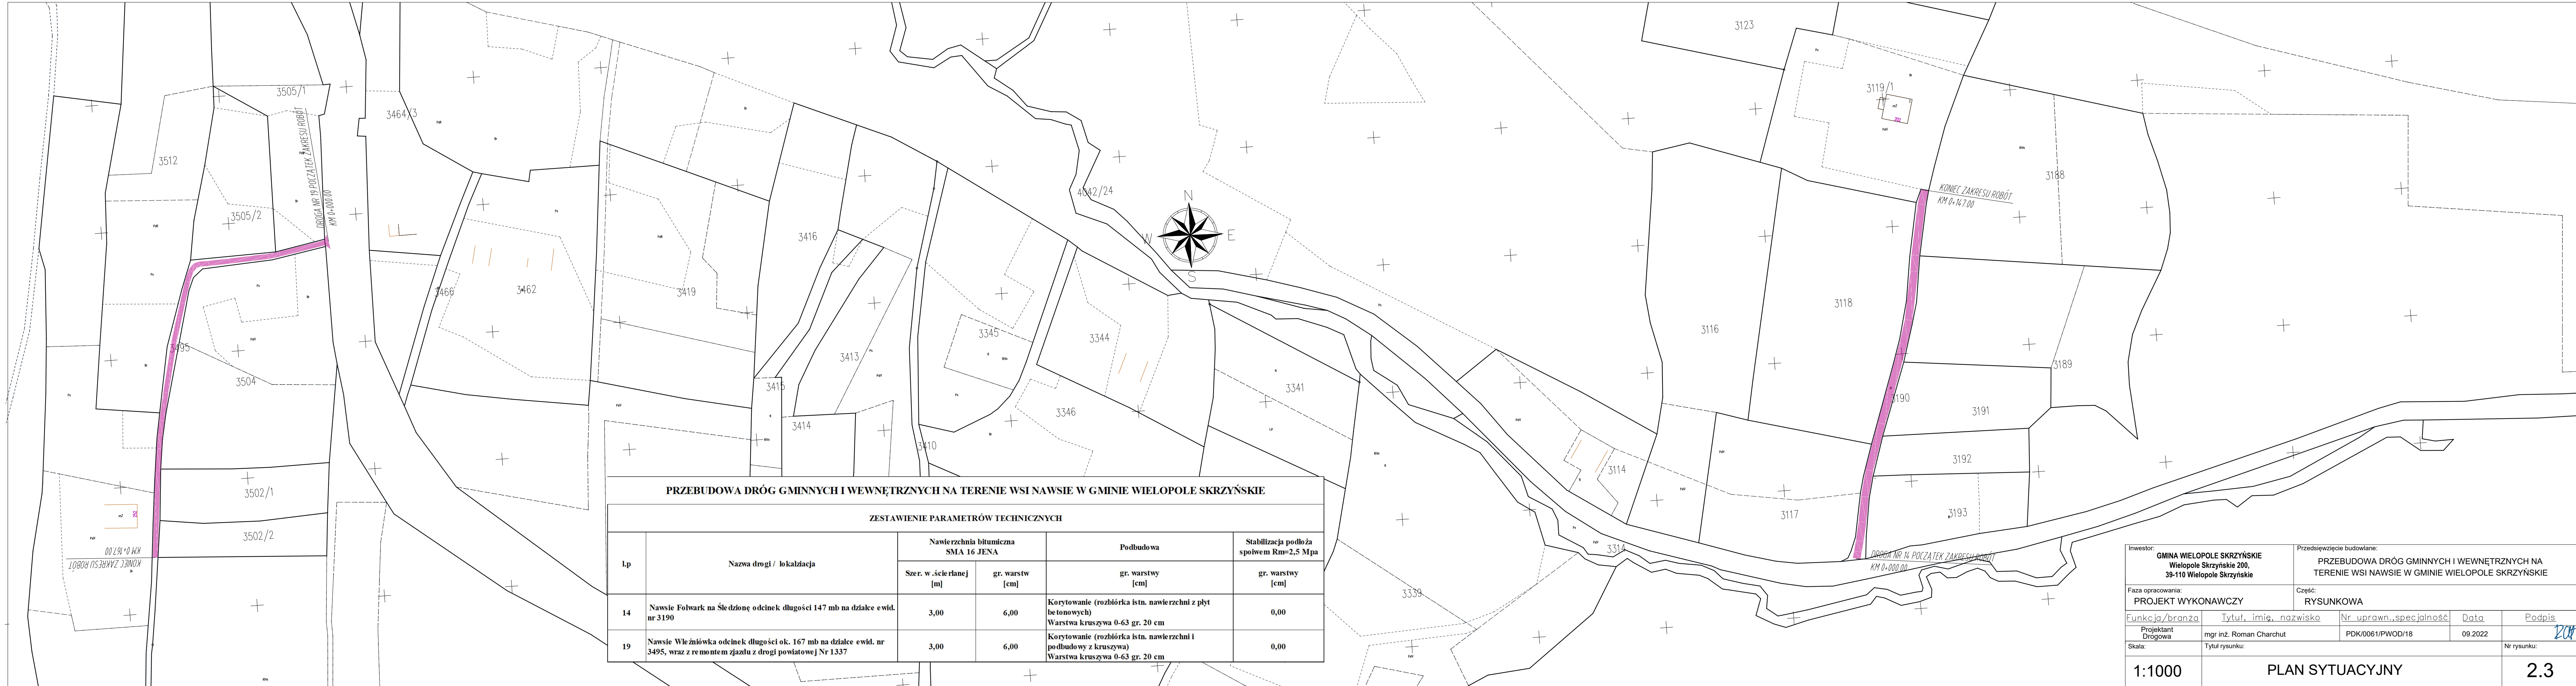 3505/1
3464/3
3512
3505/2
DROGA NR 19 POCZĄTEK ZAKRESU ROBÓT
KM 0+000.00
3495
3504
3502/1
3502/2
KONIEC ZAKRESU ROBÓT
KM 0+167.00
3466
3462
3419
3416
3415
3414
3413
3410
3345
3346
3344
3341
3339
4042/24
N
W
E
S
3123
3119/1
3188
KONIEC ZAKRESU ROBÓT
KM 0+147.00
3118
3116
3189
3190
3191
3192
3193
3114
3117
3314
DROGA NR 14 POCZĄTEK ZAKRESU ROBÓT
KM 0+000.00
PRZEBUDOWA DRÓG GMINNYCH I WEWNĘTRZNYCH NA TERENIE WSI NAWSIE W GMINIE WIELOPOLE SKRZYŃSKIE
ZESTAWIENIE PARAMETRÓW TECHNICZNYCH
Lp
Nazwa drogi / lokalziacja
Nawierzchnia bitumiczna
SMA 16 JENA
Podbudowa
Stabilizacja podłoża
spoiwem Rm=2,5 Mpa
Szer. w .ścierlanej
[m]
gr. warstw
[cm]
gr. warstwy
[cm]
gr. warstwy
[cm]
14
Nawsie Folwark na Śledzionę odcinek długości 147 mb na działce ewid.
nr 3190
3,00
6,00
Korytowanie (rozbiórka istn. nawierzchni z płyt
betonowych)
Warstwa kruszywa 0-63 gr. 20 cm
0,00
19
Nawsie Wleźniówka odcinek długości ok. 167 mb na działce ewid. nr
3495, wraz z remontem zjazdu z drogi powiatowej Nr 1337
3,00
6,00
Korytowanie (rozbiórka istn. nawierzchni i
podbudowy z kruszywa)
Warstwa kruszywa 0-63 gr. 20 cm
0,00
Inwestor:
GMINA WIELOPOLE SKRZYŃSKIE
Wielopole Skrzyńskie 200,
39-110 Wielopole Skrzyńskie
Przedsięwzięcie budowlane:
PRZEBUDOWA DRÓG GMINNYCH I WEWNĘTRZNYCH NA
TERENIE WSI NAWSIE W GMINIE WIELOPOLE SKRZYŃSKIE
Faza opracowania:
PROJEKT WYKONAWCZY
Część:
RYSUNKOWA
Funkcja/branża Tytuł, imię, nazwisko Nr uprawn.,specjalność Data Podpis
Projektant
Drogowa
mgr inż. Roman Charchut
PDK/0061/PWOD/18
09.2022
Skala:
1:1000
Tytuł rysunku:
PLAN SYTUACYJNY
Nr rysunku:
2.3